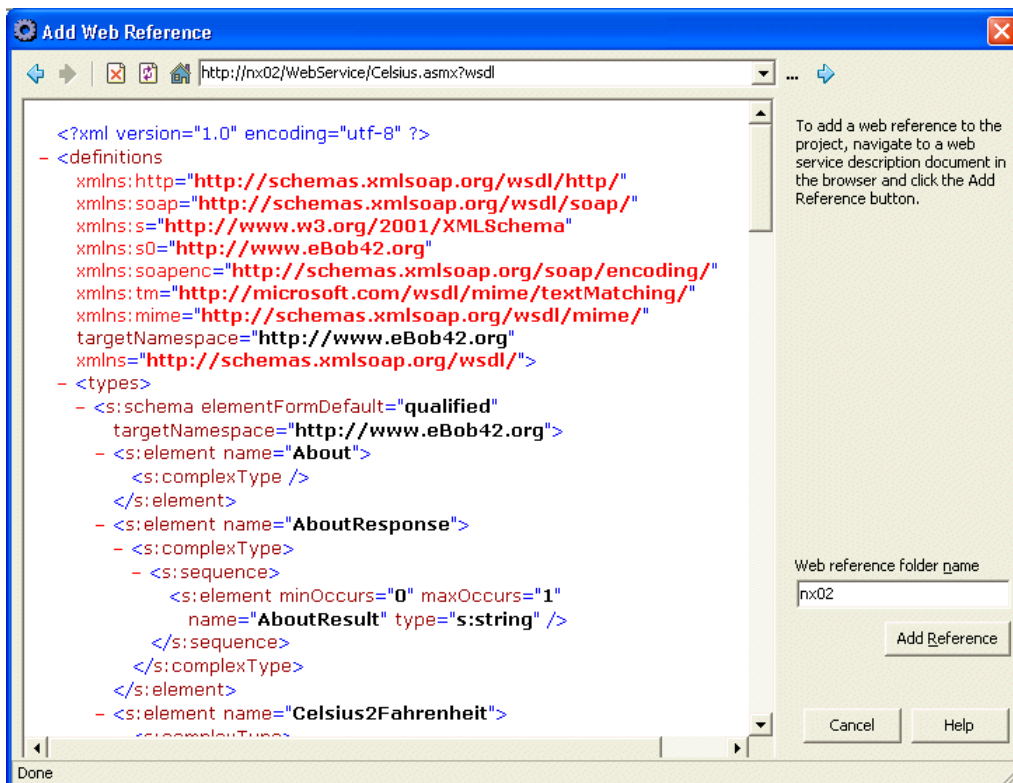 Add Web Reference
http://nx02/WebService/Celsius.asmx?wsdl
...
<?xml version="1.0" encoding="utf-8" ?>
- <definitions
xmlns:http="http://schemas.xmlsoap.org/wsdl/http/"
xmlns:soap="http://schemas.xmlsoap.org/wsdl/soap/"
xmlns:s="http://www.w3.org/2001/XMLSchema"
xmlns:s0="http://www.eBob42.org"
xmlns:soapenc="http://schemas.xmlsoap.org/soap/encoding/"
xmlns:tm="http://microsoft.com/wsdl/mime/textMatching/"
xmlns:mime="http://schemas.xmlsoap.org/wsdl/mime/"
targetNamespace="http://www.eBob42.org"
xmlns="http://schemas.xmlsoap.org/wsdl/">
- <types>
- <s:schema elementFormDefault="qualified"
targetNamespace="http://www.eBob42.org">
- <s:element name="About">
<s:complexType />
</s:element>
- <s:element name="AboutResponse">
- <s:complexType>
- <s:sequence>
<s:element minOccurs="0" maxOccurs="1"
name="AboutResult" type="s:string" />
</s:sequence>
</s:complexType>
</s:element>
- <s:element name="Celsius2Fahrenheit">
To add a web reference to the
project, navigate to a web
service description document in
the browser and click the Add
Reference button.
Web reference folder name
nx02
Add Reference
Cancel
Help
Done